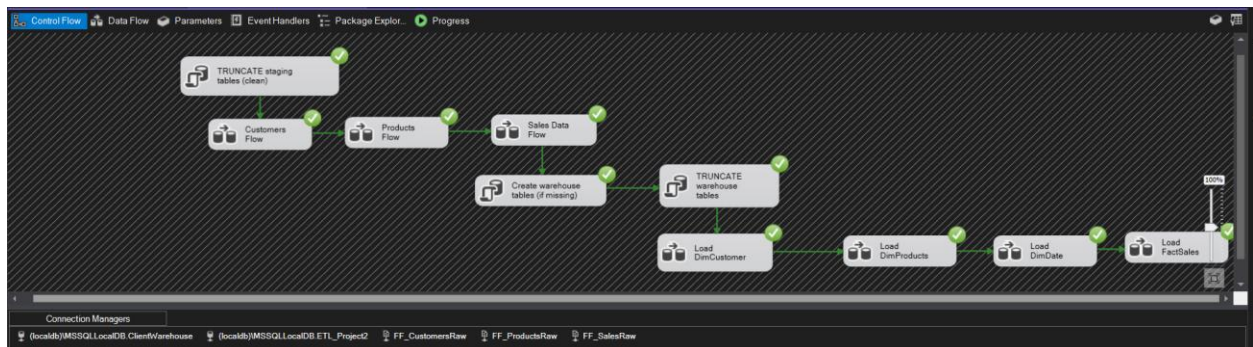 Control Flow Data Flow Parameters Event Handlers Package Explor... Progress
TRUNCATE staging
tables (clean)
Customers
Flow
Products
Flow
Sales Data
Flow
Create warehouse
tables (if missing)
TRUNCATE
warehouse
tables
Load
DimCustomer
Load
DimProducts
Load
DimDate
Load
FactSales
100%
Connection Managers
(localdb)\MSSQLLocalDB.ClientWarehouse (localdb)\MSSQLLocalDB.ETL_Project2 FF_CustomersRaw FF_ProductsRaw FF_SalesRaw